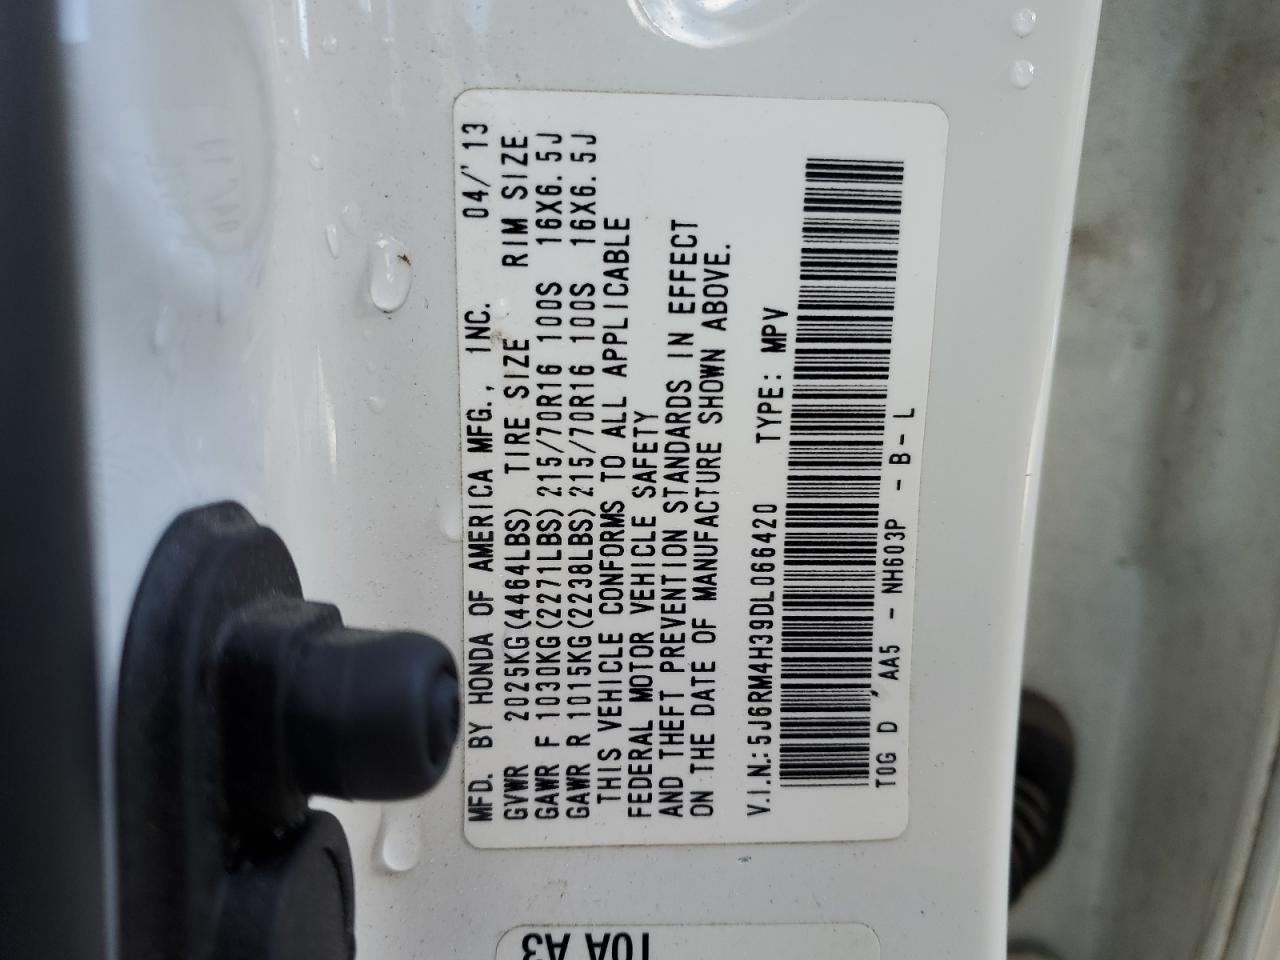 MFD. BY HONDA OF AMERICA MFG., INC. 04/'13
GVWR 2025KG(4464LBS) TIRE SIZE RIM SIZE
GAWR F 1030KG(2271LBS)215/70R16 100S 16X6.5J
GAWR R 1015KG(2238LBS)215/70R16 100S 16X6.5J
THIS VEHICLE CONFORMS TO ALL APPLICABLE
FEDERAL MOTOR VEHICLE SAFETY
AND THEFT PREVENTION STANDARDS IN EFFECT
ON THE DATE OF MANUFACTURE SHOWN ABOVE.
V.I.N.:5J6RM4H39DL066420 TYPE: MPV
T0G D ' AA5 - NH603P - B - L
T0A A3